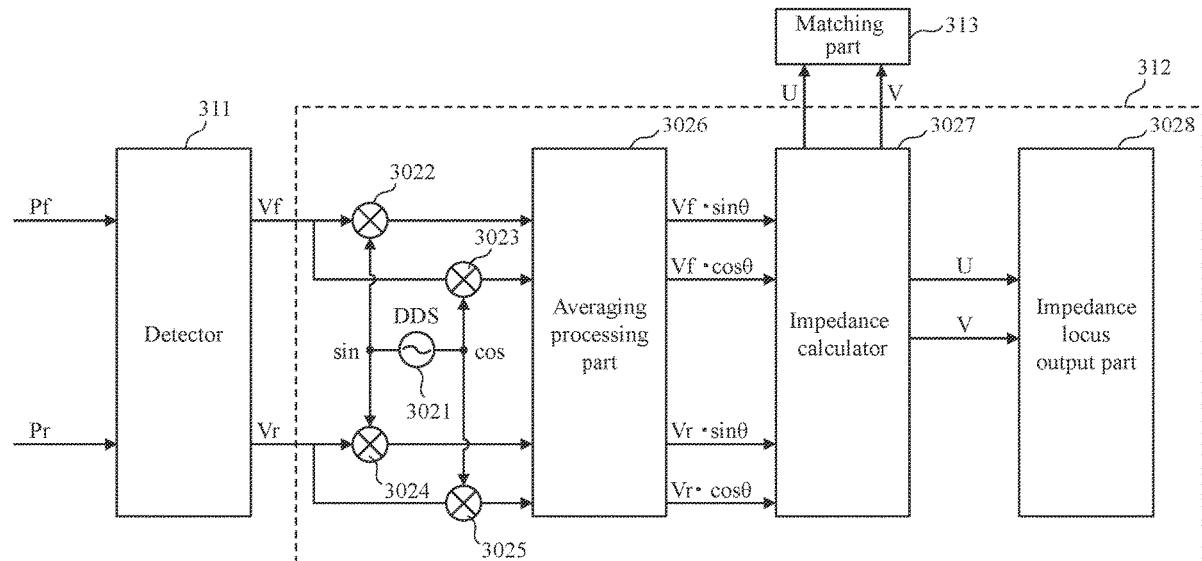 Matching
part
313
U
V
312
311
3026
3027
3028
3022
Pf
Vf
Vf・sinθ
3023
Vf・cosθ
U
Detector
DDS
sin
cos
Averaging
processing
part
Impedance
calculator
V
Impedance
locus
output part
3021
Pr
Vr
Vr・sinθ
3024
Vr・cosθ
3025